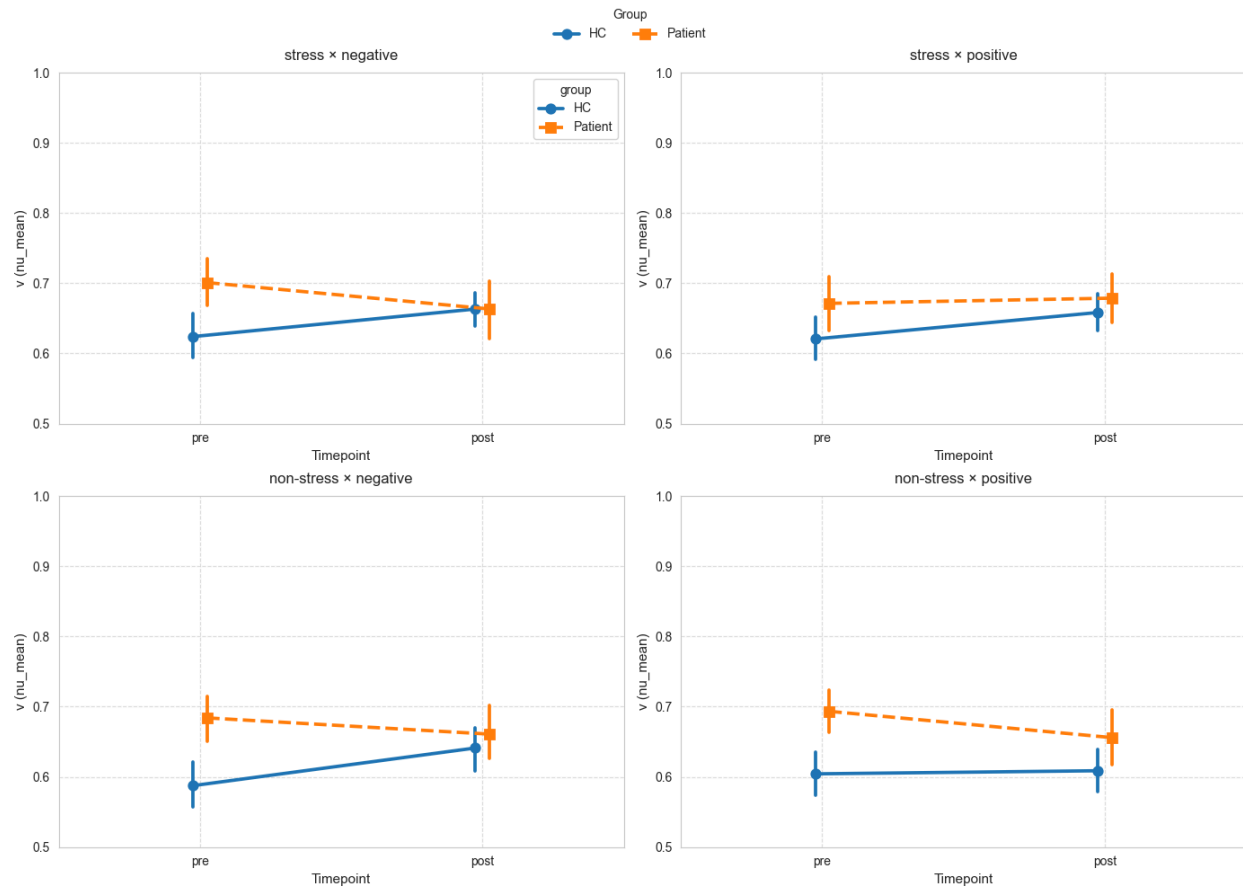 Group
HC Patient
stress × negative
1.0
0.9
0.8
0.7
0.6
0.5
v (nu_mean)
group
HC
Patient
pre post
Timepoint
stress × positive
1.0
0.9
0.8
0.7
0.6
0.5
v (nu_mean)
pre post
Timepoint
non-stress × negative
1.0
0.9
0.8
0.7
0.6
0.5
v (nu_mean)
pre post
Timepoint
non-stress × positive
1.0
0.9
0.8
0.7
0.6
0.5
v (nu_mean)
pre post
Timepoint